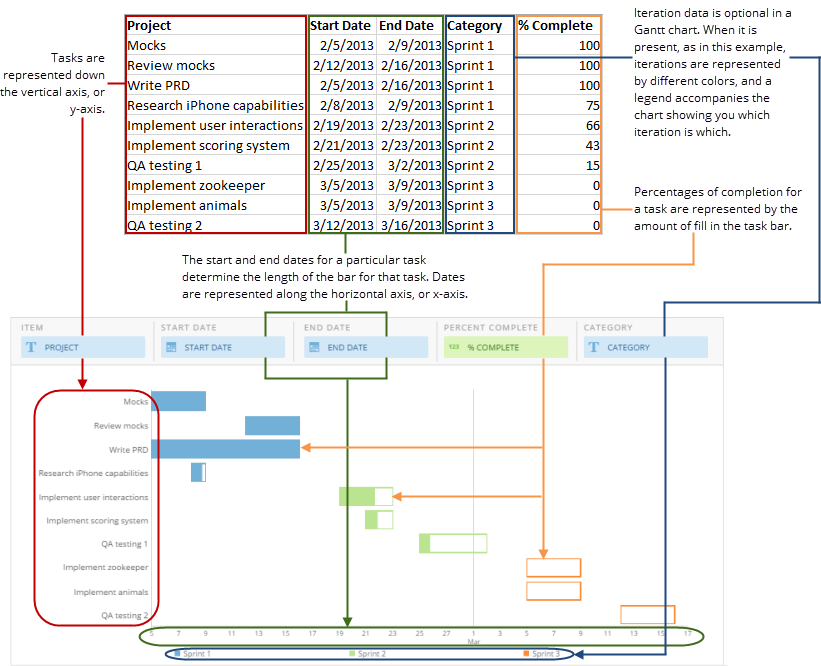 Project Start Date End Date Category % Complete
Mocks 2/5/2013 2/9/2013 Sprint 1 100
Review mocks 2/12/2013 2/16/2013 Sprint 1 100
Write PRD 2/5/2013 2/16/2013 Sprint 1 100
Research iPhone capabilities 2/8/2013 2/9/2013 Sprint 1 75
Implement user interactions 2/19/2013 2/23/2013 Sprint 2 66
Implement scoring system 2/21/2013 2/23/2013 Sprint 2 43
QA testing 1 2/25/2013 3/2/2013 Sprint 2 15
Implement zookeeper 3/5/2013 3/9/2013 Sprint 3 0
Implement animals 3/5/2013 3/9/2013 Sprint 3 0
QA testing 2 3/12/2013 3/16/2013 Sprint 3 0
Tasks are
represented down
the vertical axis, or
y-axis.
Iteration data is optional in a
Gantt chart. When it is
present, as in this example,
iterations are represented
by different colors, and a
legend accompanies the
chart showing you which
iteration is which.
Percentages of completion for
a task are represented by the
amount of fill in the task bar.
The start and end dates for a particular task
determine the length of the bar for that task. Dates
are represented along the horizontal axis, or x-axis.
ITEM START DATE END DATE PERCENT COMPLETE CATEGORY
T PROJECT START DATE END DATE 123 % COMPLETE T CATEGORY
Mocks
Review mocks
Write PRD
Research iPhone capabilities
Implement user interactions
Implement scoring system
QA testing 1
Implement zookeeper
Implement animals
QA testing 2
5 7 9 11 13 15 17 19 21 23 25 27 1 3 5 7 9 11 13 15 17
Mar
Sprint 1 Sprint 2 Sprint 3